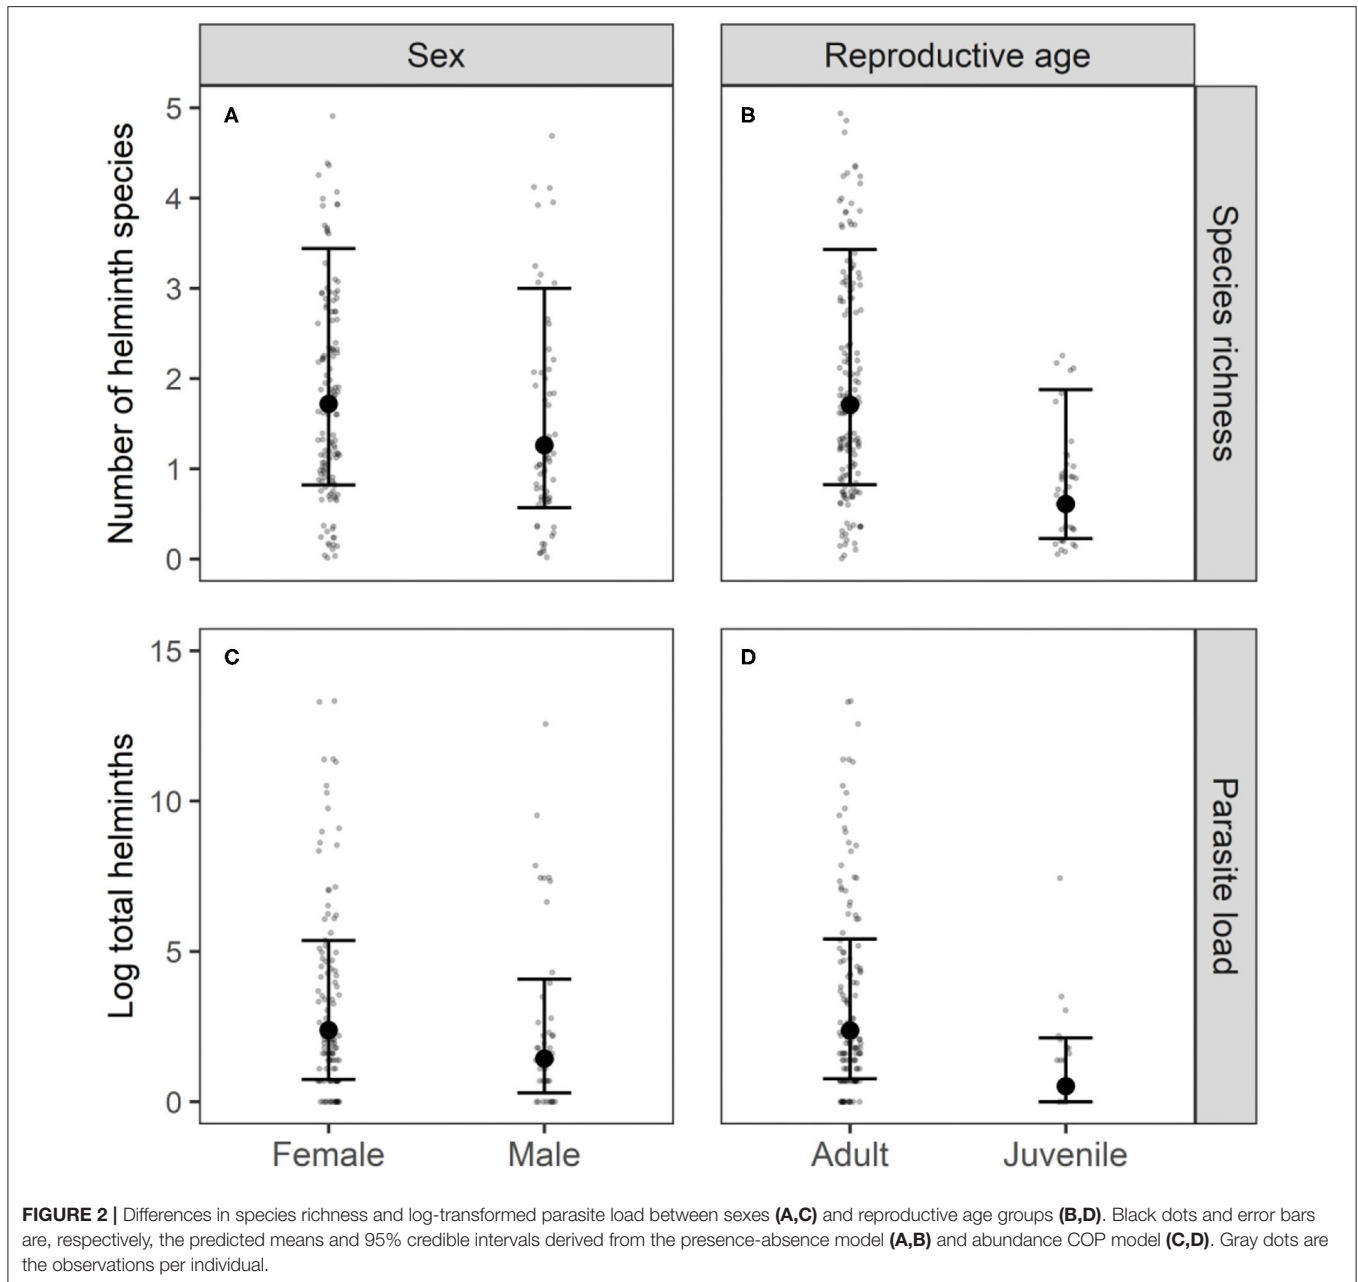 Sex
Reproductive age
A
B
5
4
3
2
1
0
Number of helminth species
Species richness
C
D
15
10
5
0
Log total helminths
Parasite load
Female
Male
Adult
Juvenile
FIGURE 2 | Differences in species richness and log-transformed parasite load between sexes (A,C) and reproductive age groups (B,D). Black dots and error bars
are, respectively, the predicted means and 95% credible intervals derived from the presence-absence model (A,B) and abundance COP model (C,D). Gray dots are
the observations per individual.